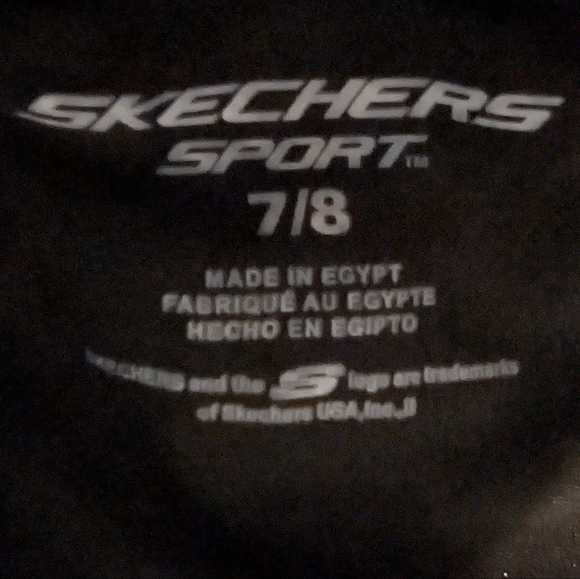 SKECHERS
SPORT™
7/8
MADE IN EGYPT
FABRIQUÉ AU EGYPTE
HECHO EN EGIPTO
SKECHERS and the S logo are trademarks
of Skechers USA,Inc.,II